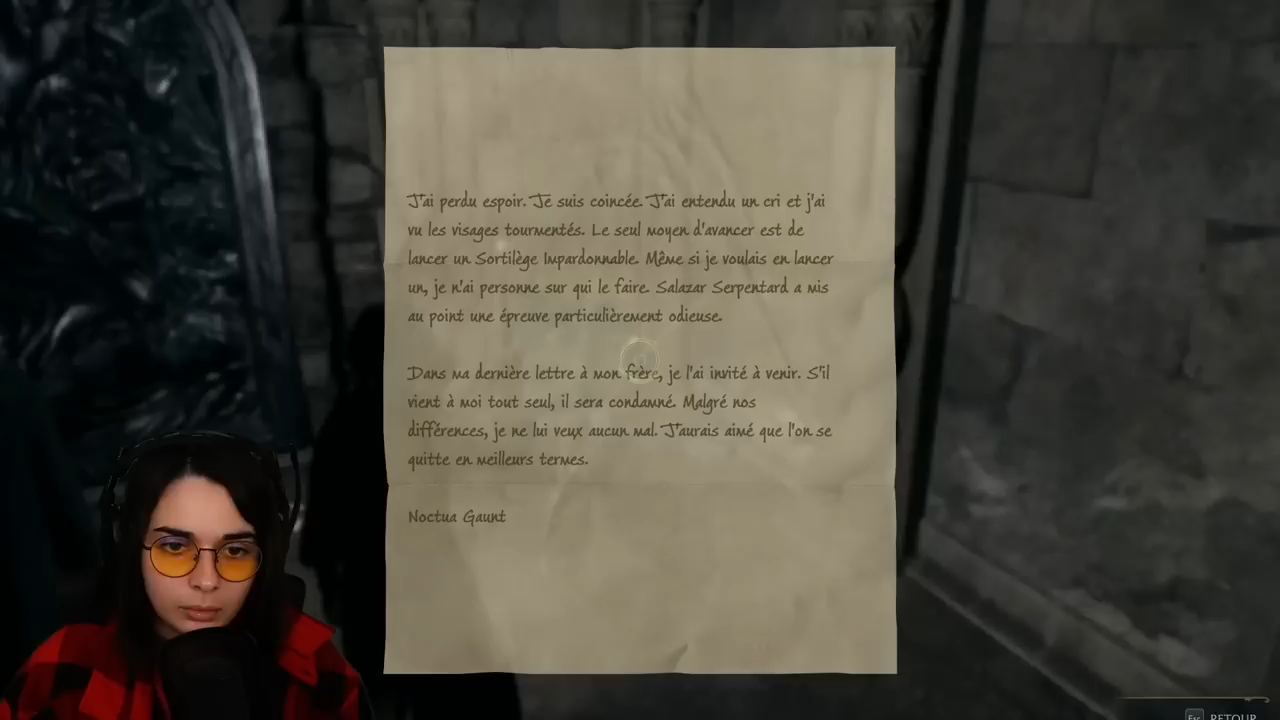 J'ai perdu espoir. Je suis coincée. J'ai entendu un cri et j'ai
vu les visages tourmentés. Le seul moyen d'avancer est de
lancer un Sortilège Impardonnable. Même si je voulais en lancer
un, je n'ai personne sur qui le faire. Salazar Serpentard a mis
au point une épreuve particulièrement odieuse.
Dans ma dernière lettre à mon frère, je l'ai invité à venir. S'il
vient à moi tout seul, il sera condamné. Malgré nos
différences, je ne lui veux aucun mal. J'aurais aimé que l'on se
quitte en meilleurs termes.
Noctua Gaunt
Esc RETOUR